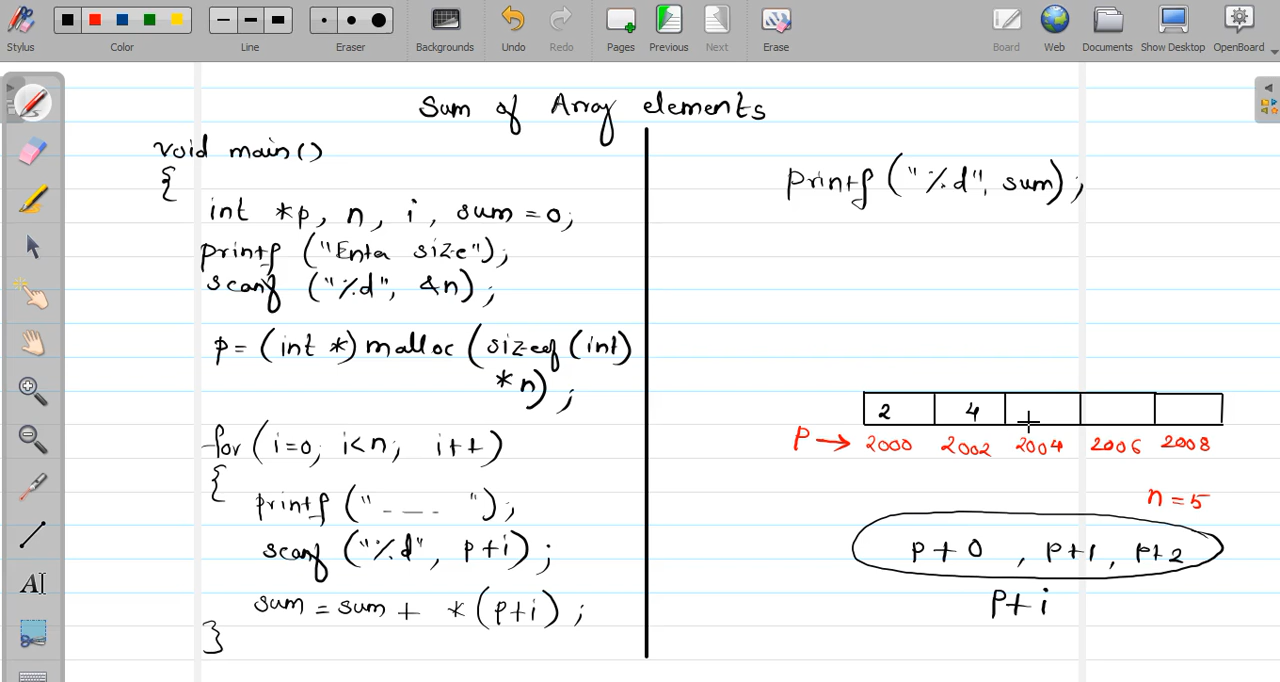 Stylus
Color
Line
Eraser
Backgrounds
Undo
Redo
Pages
Previous
Next
Erase
Board
Web
Documents
Show Desktop
OpenBoard
Sum of Array elements
void main()
{
int *p, n, i, sum=0;
printf ("Enter size");
scanf ("%d", &n);
p=(int *) malloc (sizeof (int)
*n);
for (i=0; i<n; i++)
{
printf ("-----");
scanf ("%d", p+i);
sum = sum + *(p+i);
}
printf ("%d", sum);
2 4
P→ 2000 2002 2004 2006 2008
n=5
p+0, p+1, p+2
p+i